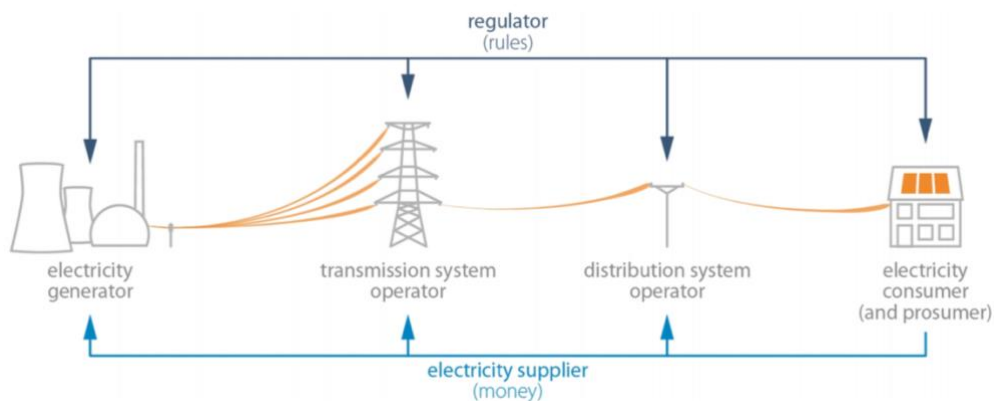 regulator
(rules)
electricity
generator
transmission system
operator
distribution system
operator
electricity
consumer
(and prosumer)
electricity supplier
(money)